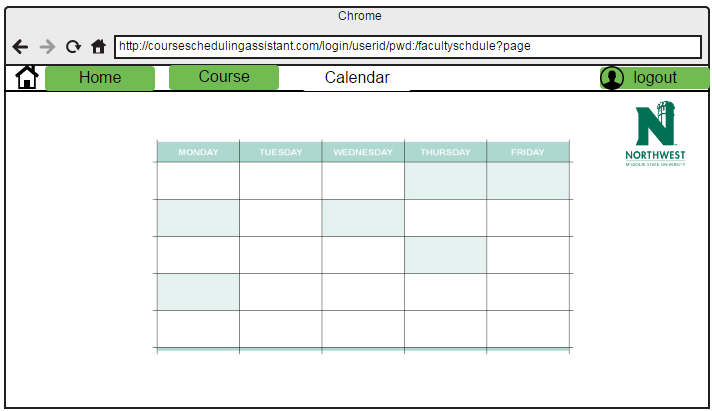 Chrome
http://courseschedulingassistant.com/login/userid/pwd:/facultyschdule?page
Home Course Calendar logout
NORTHWEST
MISSOURI STATE UNIVERSITY
MONDAY TUESDAY WEDNESDAY THURSDAY FRIDAY